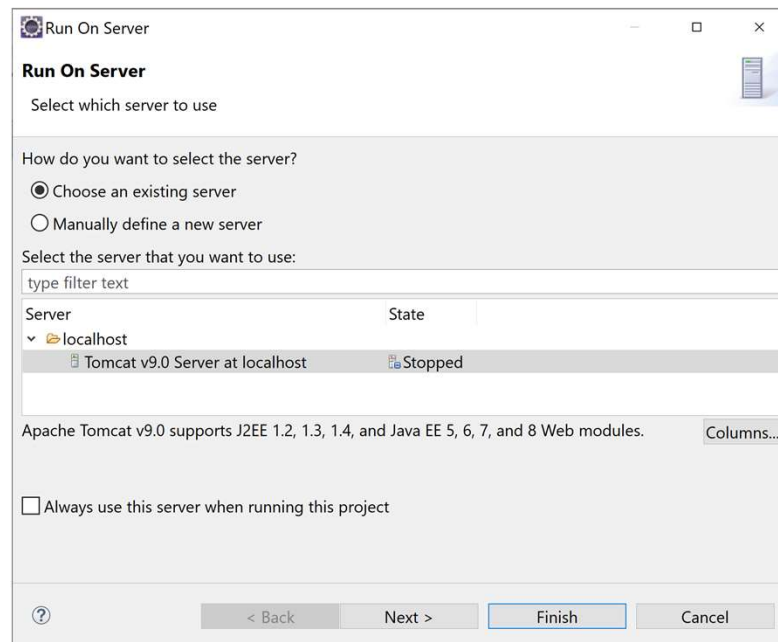 Run On Server
Run On Server
Select which server to use
How do you want to select the server?
Choose an existing server
Manually define a new server
Select the server that you want to use:
type filter text
Server State
localhost
Tomcat v9.0 Server at localhost Stopped
Apache Tomcat v9.0 supports J2EE 1.2, 1.3, 1.4, and Java EE 5, 6, 7, and 8 Web modules. Columns...
Always use this server when running this project
? < Back Next > Finish Cancel